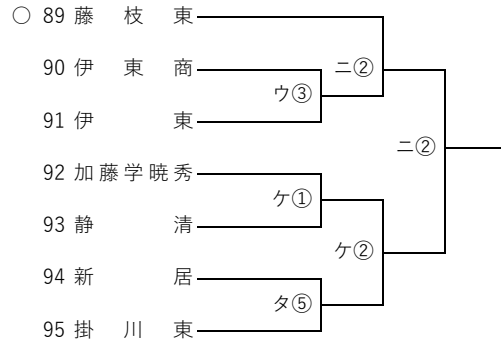 ○ 89 藤枝東
90 伊東商
ニ②
ウ③
91 伊東
ニ②
92 加藤学暁秀
ケ①
93 静清
ケ②
94 新居
タ⑤
95 掛川東